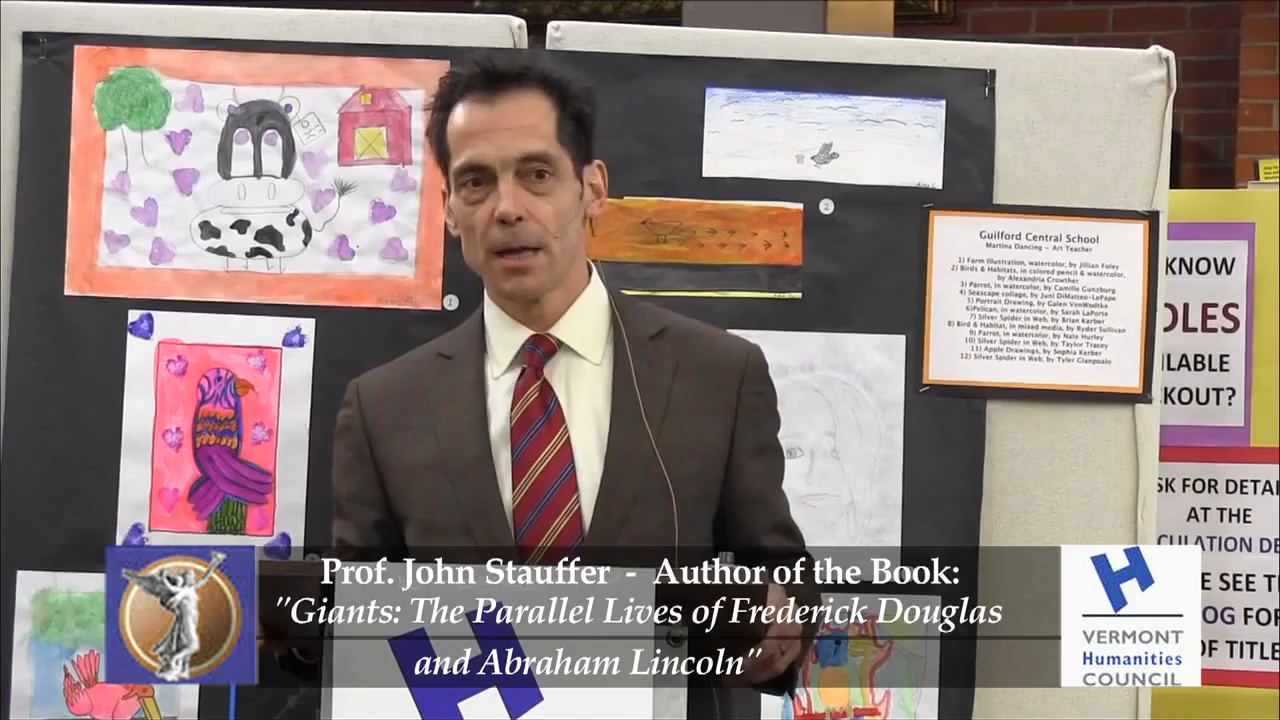 Guilford Central School
Martina Dancing - Art Teacher
1) Farm Illustration, watercolor, by Jillian Foley
2) Birds & Habitats, in colored pencil & watercolor,
by Alexandria Crowther
3) Parrot, in watercolor, by Camille Gunzburg
4) Seascape collage, by Juni DiMatteo-LePape
5) Portrait Drawing, by Galen VonWodtke
6)Pelican, in watercolor, by Sarah LaPorte
7) Silver Spider in Web, by Brian Kerber
8) Bird & Habitat, in mixed media, by Ryder Sullivan
9) Parrot, in watercolor, by Nate Hurley
10) Silver Spider in Web, by Taylor Tracey
11) Apple Drawings, by Sophia Kerber
12) Silver Spider in Web, by Tyler Gianpoalo
1
2
KNOW
OLES
ILABLE
KOUT?
SK FOR DETAI
AT THE
CULATION DE
E SEE T
OG FOR
OF TITLE
Prof. John Stauffer - Author of the Book:
"Giants: The Parallel Lives of Frederick Douglas
and Abraham Lincoln"
H
VERMONT
Humanities
COUNCIL